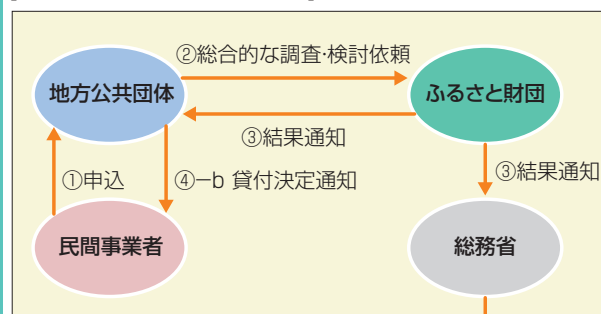 ②総合的な調査・検討依頼
地方公共団体
ふるさと財団
③結果通知
①申込
④−b 貸付決定通知
③結果通知
民間事業者
総務省